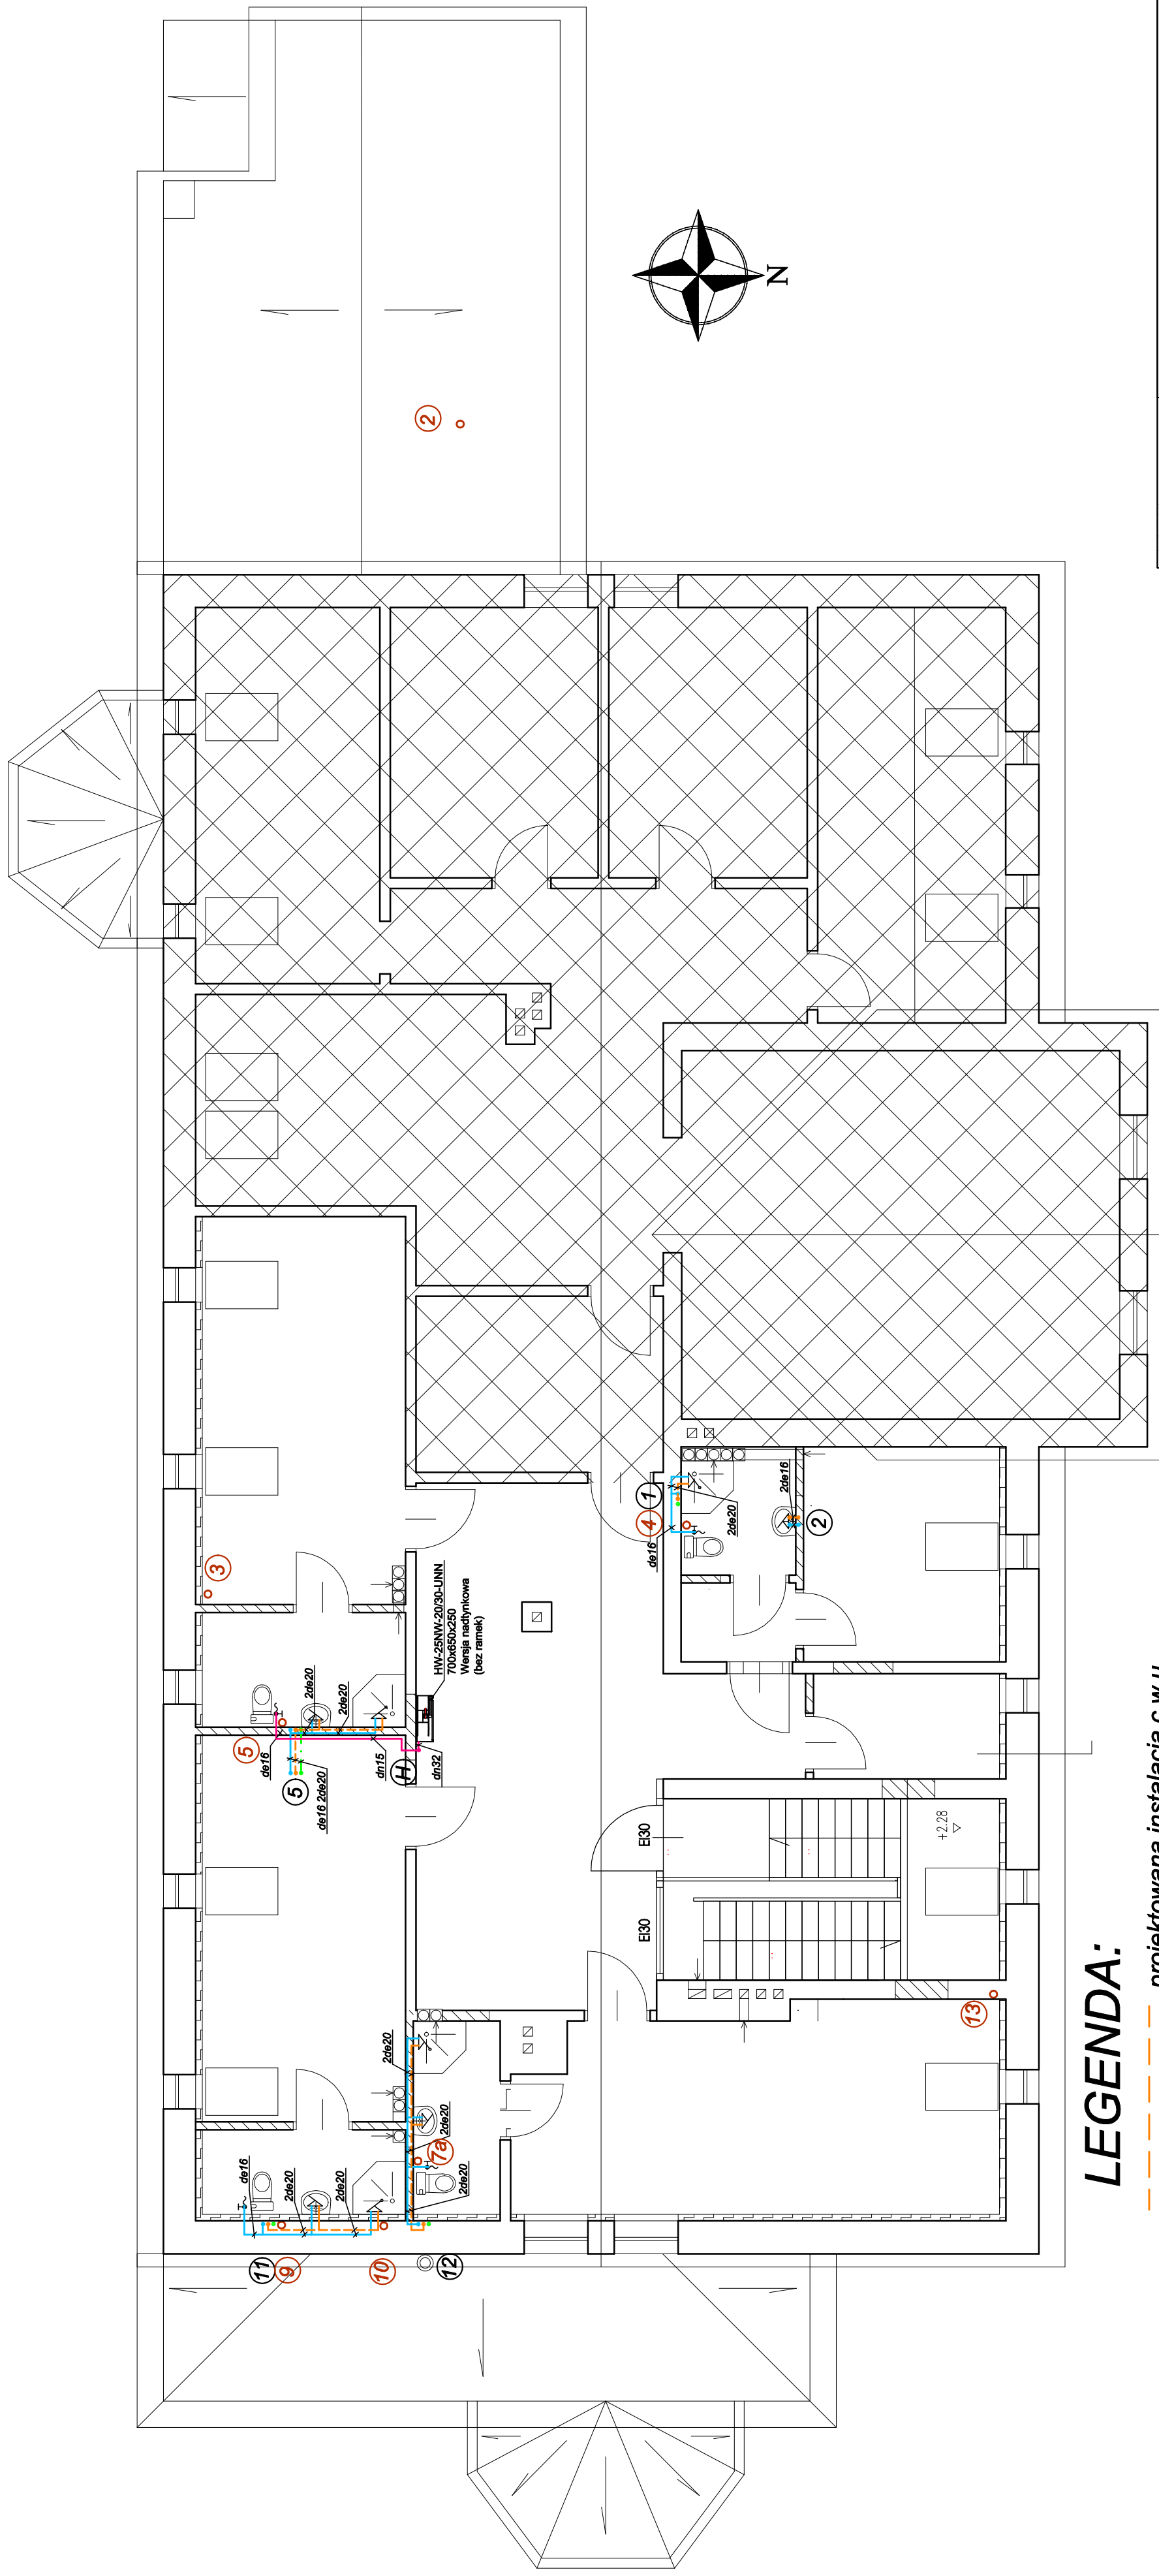 N
2
3
5
de16
5
de16 2de20
2de20
2de20
dn15
H
dn32
HW-25NW-20/30-UNN
700x650x250
Wersja nadtynkowa
(bez ramek)
4
1
de16
2de20
2de16
2
EI30
EI30
+2.28
13
de16
2de20
2de20
11
9
10
12
2de20
2de20
7a
2de20
LEGENDA:
projektowana instalacja c.w.u